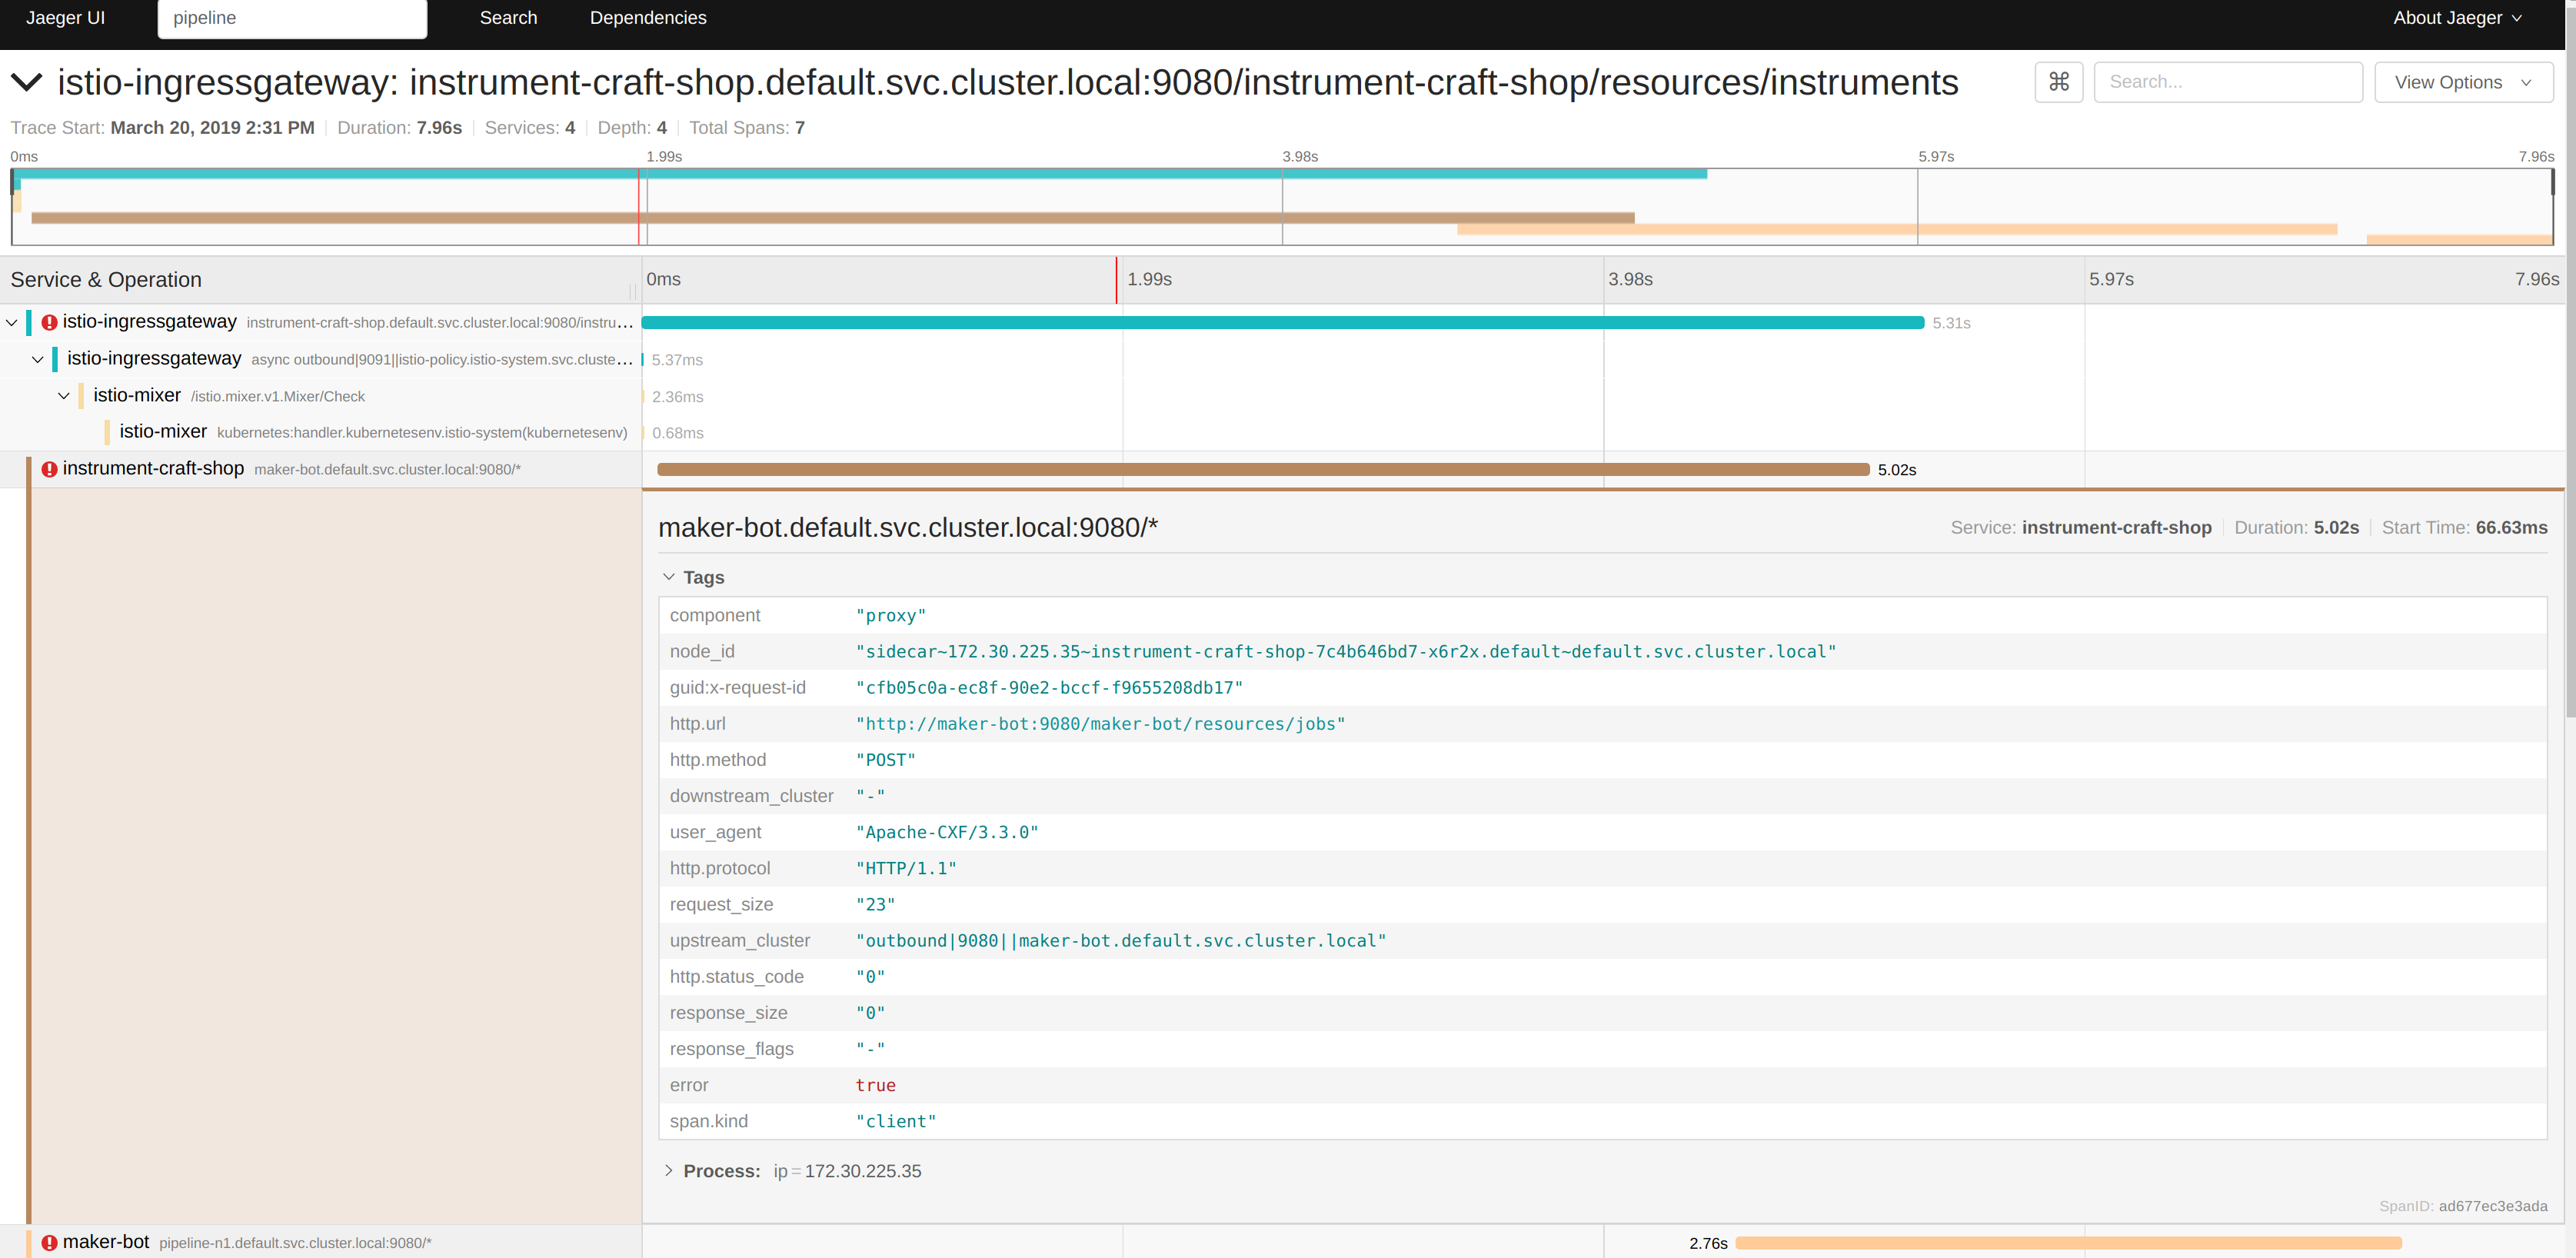 Jaeger UI pipeline Search Dependencies About Jaeger
istio-ingressgateway: instrument-craft-shop.default.svc.cluster.local:9080/instrument-craft-shop/resources/instruments ⌘ Search... View Options
Trace Start: March 20, 2019 2:31 PM Duration: 7.96s Services: 4 Depth: 4 Total Spans: 7
0ms 1.99s 3.98s 5.97s 7.96s
Service & Operation 0ms 1.99s 3.98s 5.97s 7.96s
istio-ingressgateway instrument-craft-shop.default.svc.cluster.local:9080/instru... 5.31s
istio-ingressgateway async outbound|9091||istio-policy.istio-system.svc.cluste... 5.37ms
istio-mixer /istio.mixer.v1.Mixer/Check 2.36ms
istio-mixer kubernetes:handler.kubernetesenv.istio-system(kubernetesenv) 0.68ms
instrument-craft-shop maker-bot.default.svc.cluster.local:9080/* 5.02s
maker-bot.default.svc.cluster.local:9080/* Service: instrument-craft-shop Duration: 5.02s Start Time: 66.63ms
Tags
component "proxy"
node_id "sidecar~172.30.225.35~instrument-craft-shop-7c4b646bd7-x6r2x.default~default.svc.cluster.local"
guid:x-request-id "cfb05c0a-ec8f-90e2-bccf-f9655208db17"
http.url "http://maker-bot:9080/maker-bot/resources/jobs"
http.method "POST"
downstream_cluster "-"
user_agent "Apache-CXF/3.3.0"
http.protocol "HTTP/1.1"
request_size "23"
upstream_cluster "outbound|9080||maker-bot.default.svc.cluster.local"
http.status_code "0"
response_size "0"
response_flags "-"
error true
span.kind "client"
Process: ip = 172.30.225.35
SpanID: ad677ec3e3ada
maker-bot pipeline-n1.default.svc.cluster.local:9080/* 2.76s